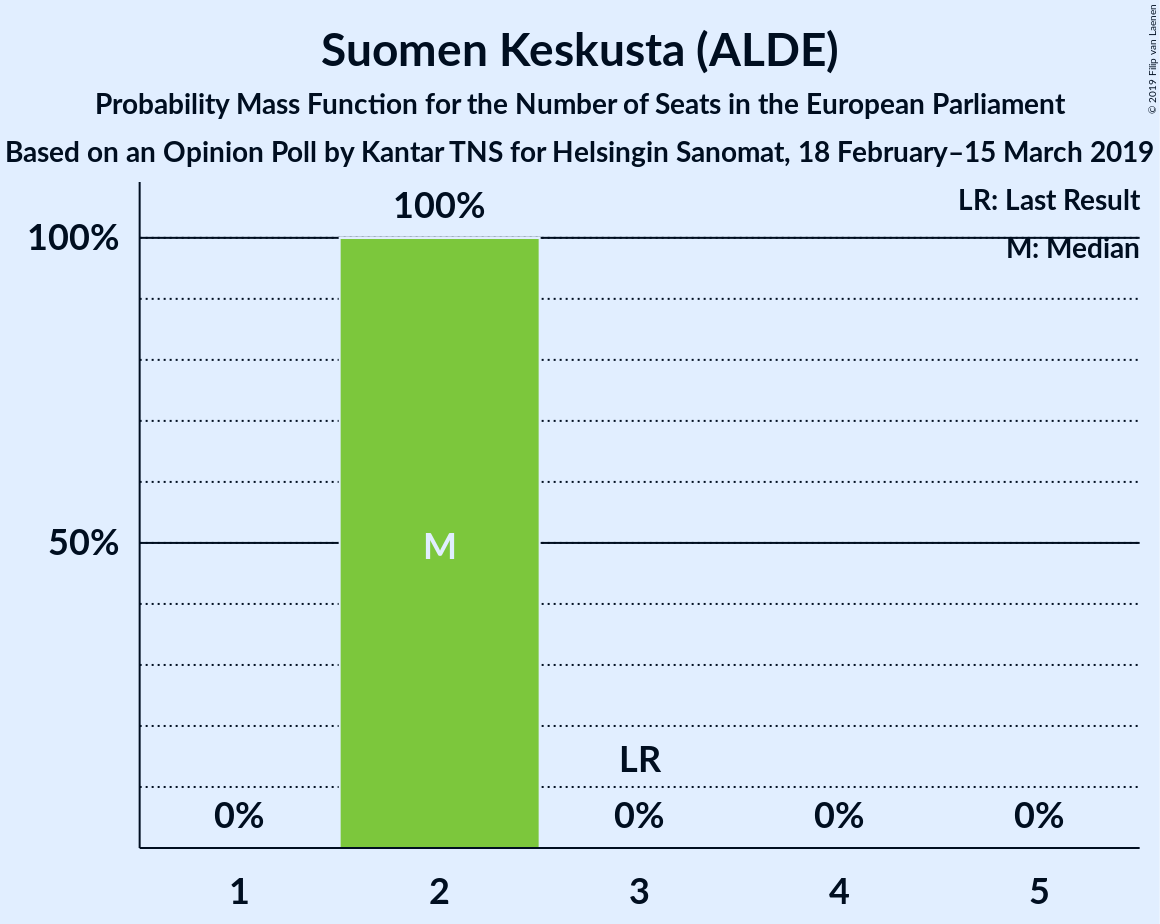 Suomen Keskusta (ALDE)
Probability Mass Function for the Number of Seats in the European Parliament
Based on an Opinion Poll by Kantar TNS for Helsingin Sanomat, 18 February–15 March 2019
© 2019 Filip van Laenen
LR: Last Result
M: Median
100%
100%
50%
M
LR
0%
0%
0%
0%
1
2
3
4
5